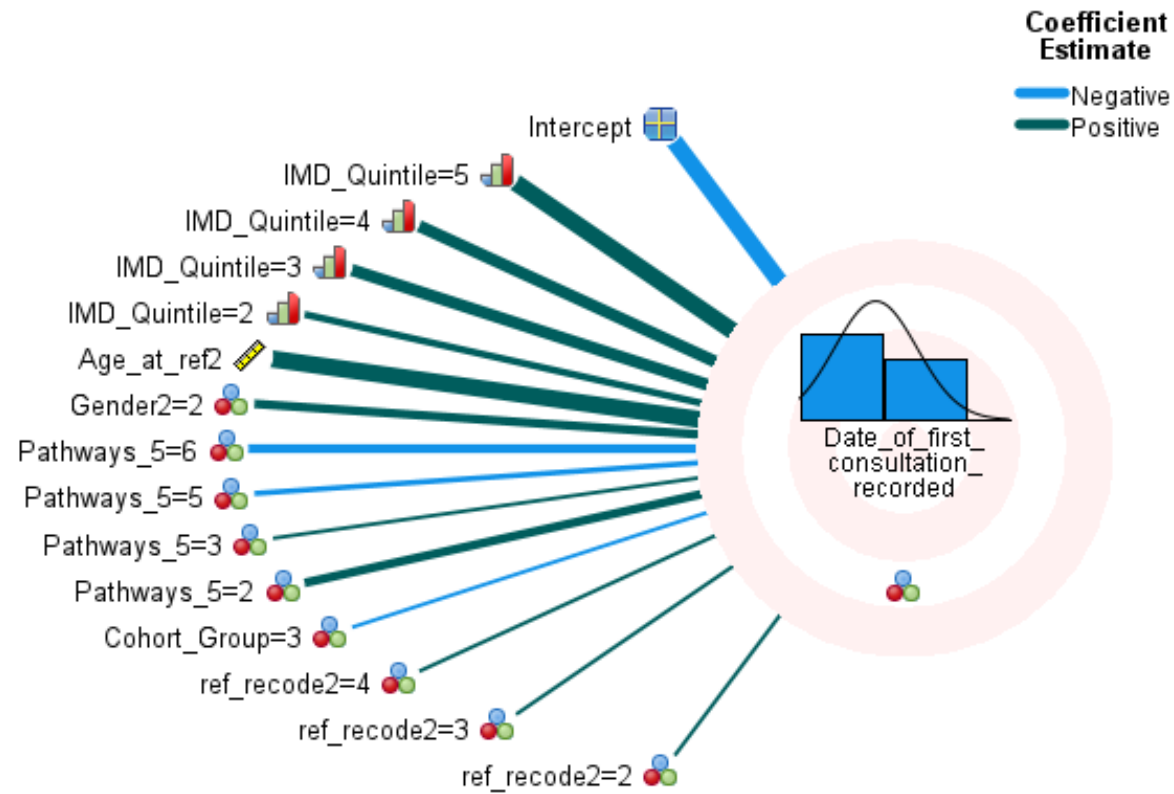 Coefficient
Estimate
Negative
Positive
Intercept
IMD_Quintile=5
IMD_Quintile=4
IMD_Quintile=3
IMD_Quintile=2
Age_at_ref2
Gender2=2
Pathways_5=6
Pathways_5=5
Pathways_5=3
Pathways_5=2
Cohort_Group=3
ref_recode2=4
ref_recode2=3
ref_recode2=2
Date_of_first_
consultation_
recorded